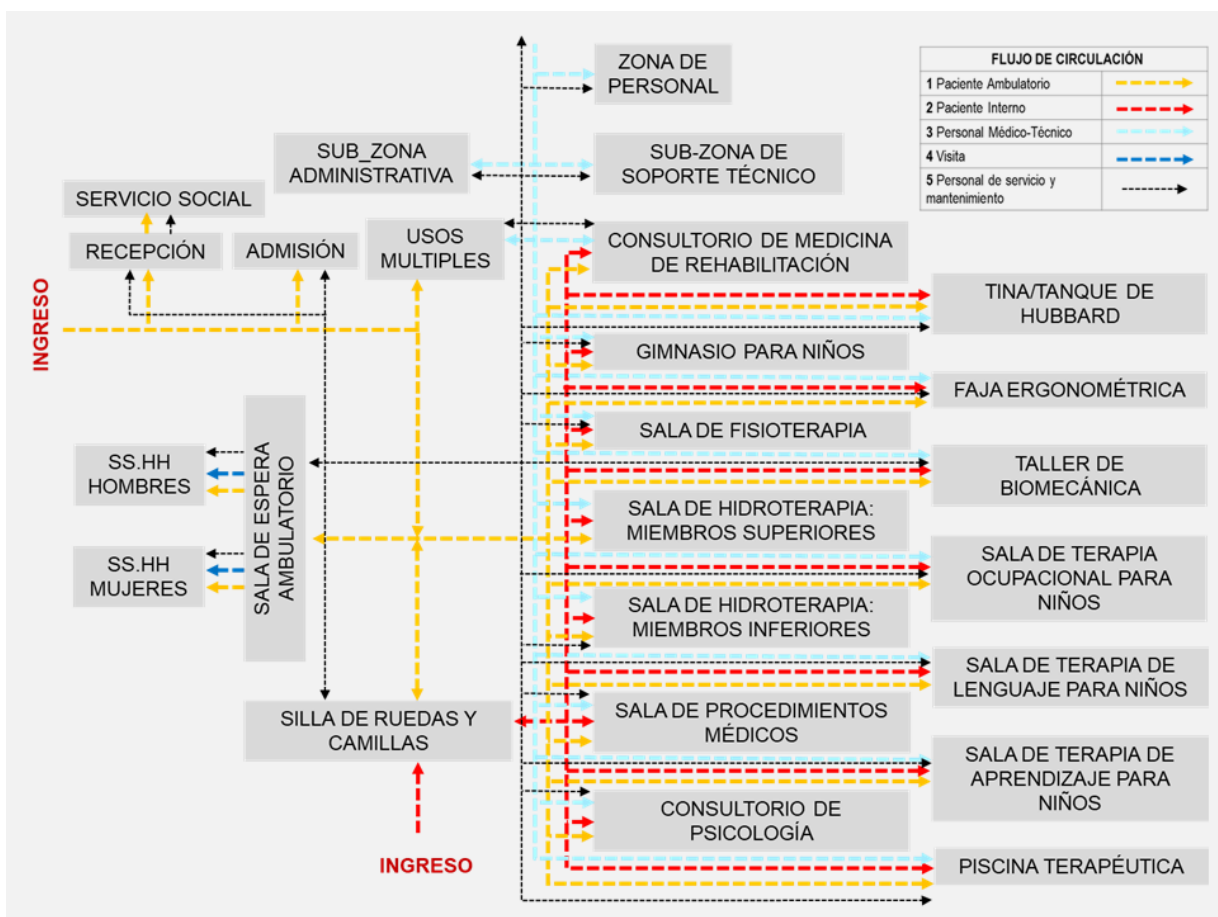 ZONA DE
PERSONAL
FLUJO DE CIRCULACIÓN
1 Paciente Ambulatorio
2 Paciente Interno
3 Personal Médico-Técnico
4 Visita
5 Personal de servicio y
mantenimiento
SUB_ZONA
ADMINISTRATIVA
SUB-ZONA DE
SOPORTE TÉCNICO
SERVICIO SOCIAL
RECEPCIÓN
ADMISIÓN
USOS
MULTIPLES
CONSULTORIO DE MEDICINA
DE REHABILITACIÓN
INGRESO
TINA/TANQUE DE
HUBBARD
GIMNASIO PARA NIÑOS
FAJA ERGONOMÉTRICA
SALA DE FISIOTERAPIA
SS.HH
HOMBRES
SALA DE ESPERA
AMBULATORIO
TALLER DE
BIOMECÁNICA
SALA DE HIDROTERAPIA:
MIEMBROS SUPERIORES
SS.HH
MUJERES
SALA DE TERAPIA
OCUPACIONAL PARA
NIÑOS
SALA DE HIDROTERAPIA:
MIEMBROS INFERIORES
SALA DE TERAPIA DE
LENGUAJE PARA NIÑOS
SILLA DE RUEDAS Y
CAMILLAS
SALA DE PROCEDIMIENTOS
MÉDICOS
SALA DE TERAPIA DE
APRENDIZAJE PARA
NIÑOS
CONSULTORIO DE
PSICOLOGÍA
INGRESO
PISCINA TERAPÉUTICA